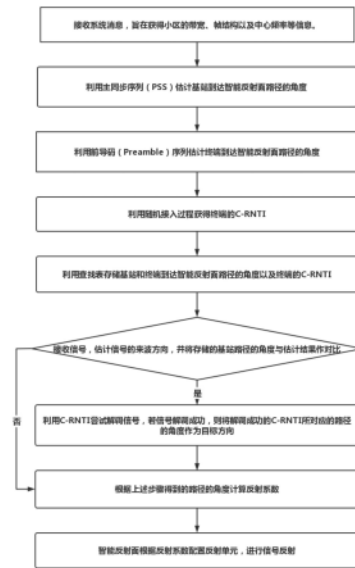 接收系统消息，旨在获得小区的带宽、帧结构以及中心频率等信息。
利用主同步序列（PSS）估计基站到达智能反射面路径的角度
利用前导码（Preamble）序列估计终端到达智能反射面路径的角度
利用随机接入过程获得终端的C-RNTI
利用查找表存储基站和终端到达智能反射面路径的角度以及终端的C-RNTI
接收信号，估计信号的来波方向，并将存储的基站路径的角度与估计结果作对比
是
否
利用C-RNTI尝试解调信号，若信号解调成功，则将解调成功的C-RNTI所对应的路径
的角度作为目标方向
根据上述步骤得到的路径的角度计算反射系数
智能反射面根据反射系数配置反射单元，进行信号反射